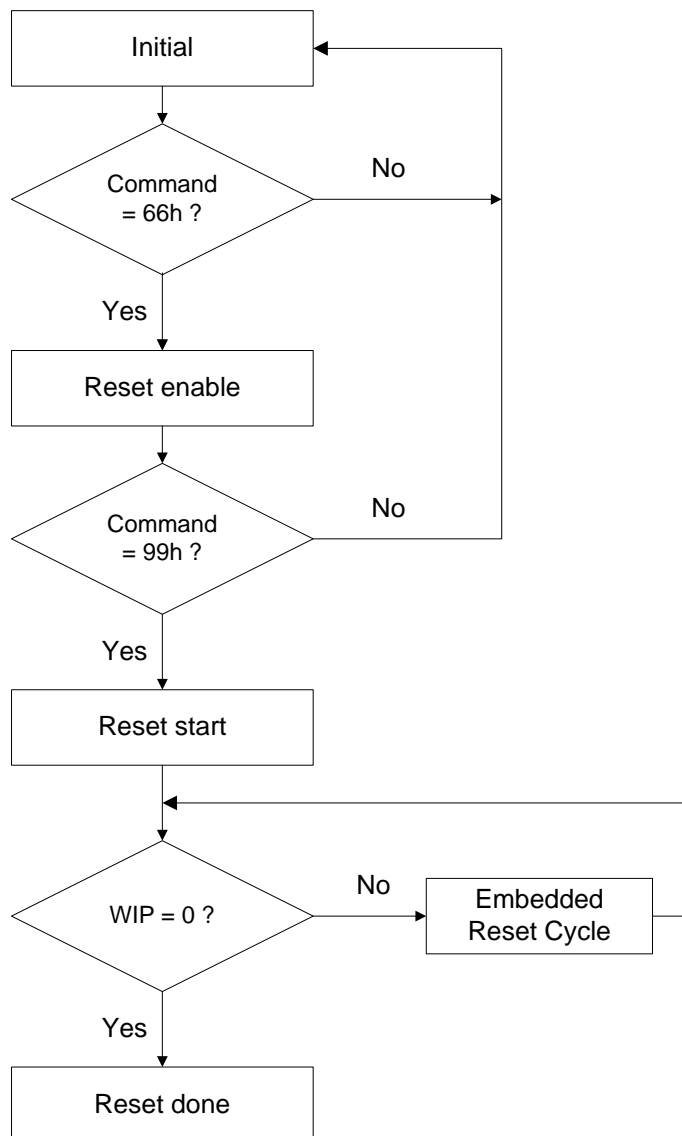 Initial
Command
= 66h ?
No
Yes
Reset enable
Command
= 99h ?
No
Yes
Reset start
WIP = 0 ?
No
Embedded
Reset Cycle
Yes
Reset done